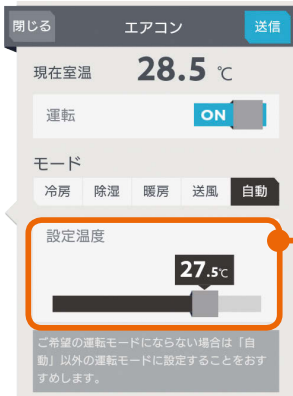 閉じる エアコン 送信
現在室温 28.5 ℃
運転 ON
モード
冷房 除湿 暖房 送風 自動
設定温度
27.5℃
ご希望の運転モードにならない場合は「自
動」以外の運転モードに設定することをおす
すめします。